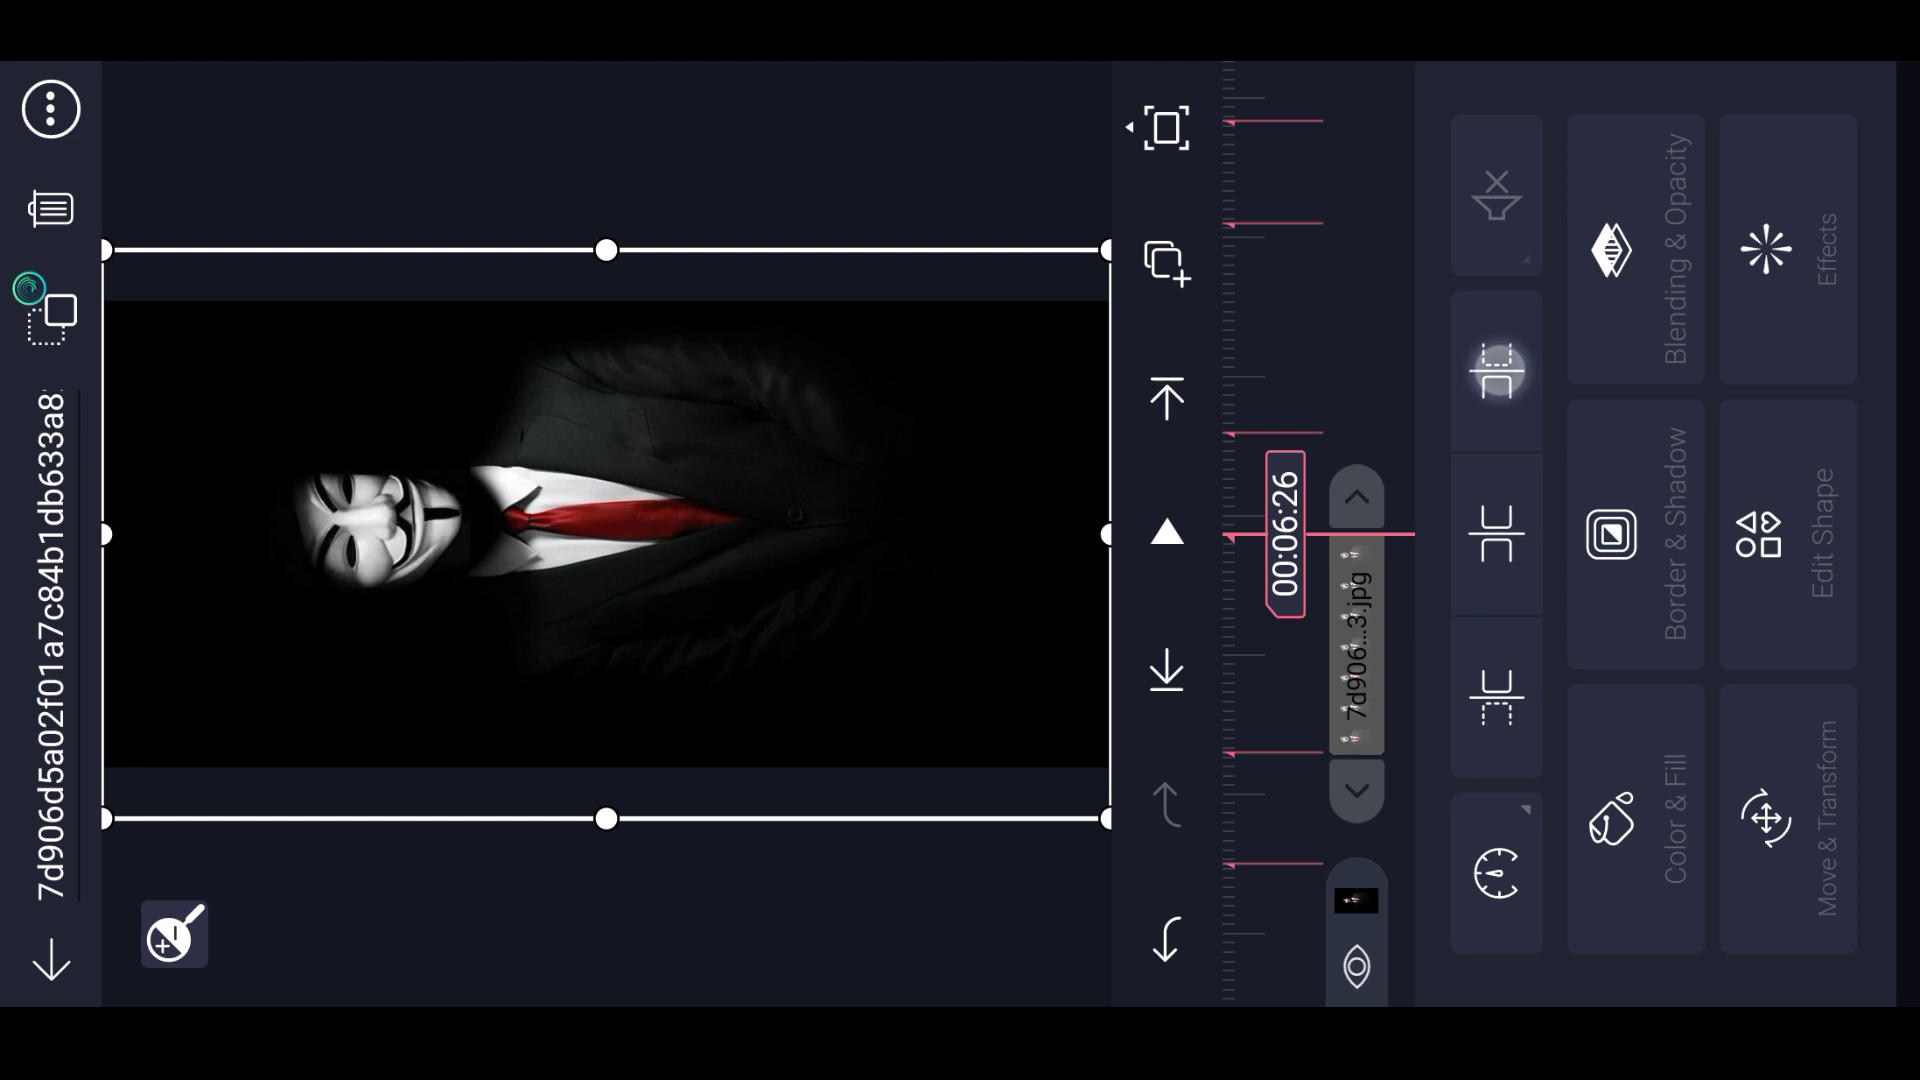 7d906d5a02f01a7c84b1db633a8
00:06:26
7d906...3.jpg
Color & Fill
Border & Shadow
Blending & Opacity
Move & Transform
Edit Shape
Effects